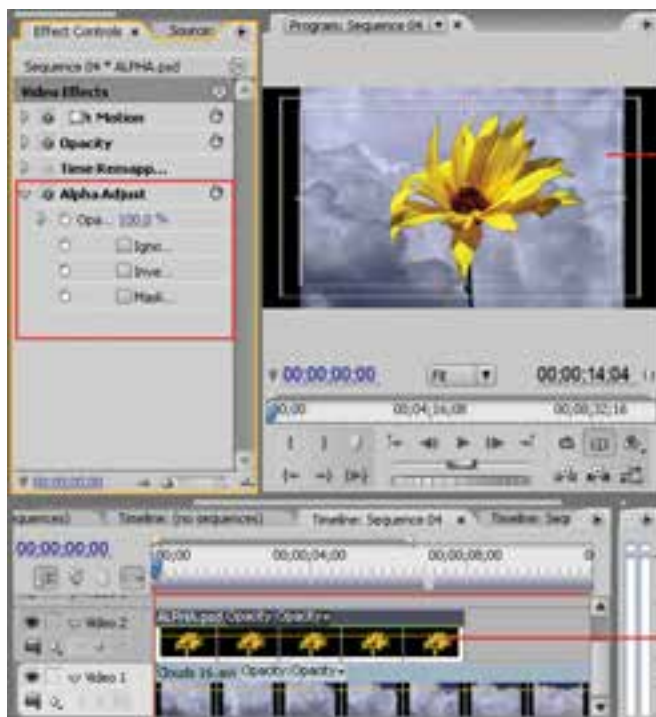 Effect Controls Source:
Program: Sequence 04
Sequence 04 * ALPHA.psd
Video Effects
Motion
Opacity
Time Remapp...
Alpha Adjust
Opa... 100,0 %
Igno...
Inve...
Mask...
00;00;00;00 Fit 00;00;14;04
00;00 00;04;16;08 00;08;32;16
00;00;00;00
Timeline: (no sequences) Timeline: Sequence 04 Timeline: Seq
00;00;00;00 00;00 00;00;04;00 00;00;08;00
ALPHA.psd Opacity:Opacity
Video 2
Clouds 16.avi Opacity:Opacity
Video 1